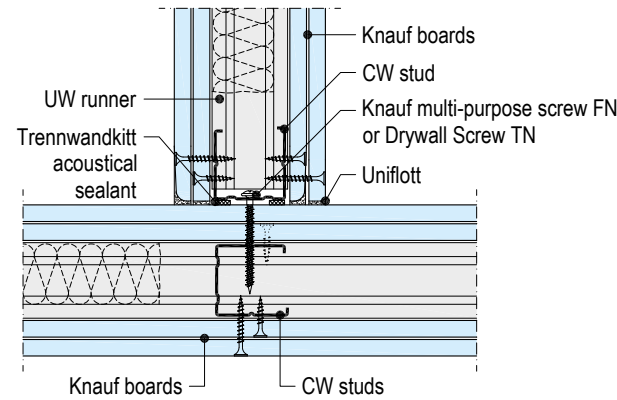 Knauf boards
CW stud
UW runner
Knauf multi-purpose screw FN
or Drywall Screw TN
Trennwandkitt
acoustical
sealant
Uniflott
Knauf boards
CW studs